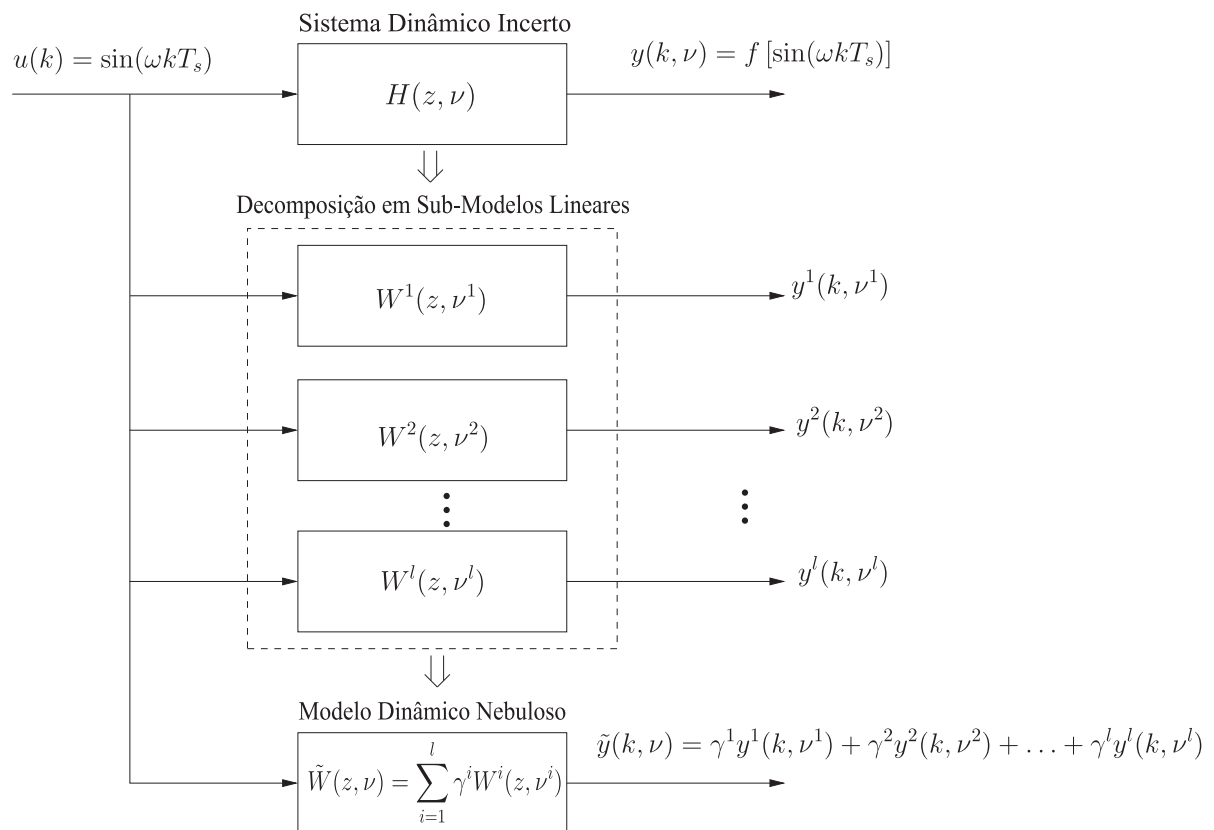 Sistema Dinâmico Incerto
u(k) = sin(ωkT_s)
y(k, ν) = f [sin(ωkT_s)]
H(z, ν)
⇓
Decomposição em Sub-Modelos Lineares
W^1(z, ν^1)
y^1(k, ν^1)
W^2(z, ν^2)
y^2(k, ν^2)
⋮
⋮
W^l(z, ν^l)
y^l(k, ν^l)
⇓
Modelo Dinâmico Nebuloso
W̃(z, ν) = ∑_{i=1}^{l} γ^i W^i(z, ν^i)
ỹ(k, ν) = γ^1 y^1(k, ν^1) + γ^2 y^2(k, ν^2) + . . . + γ^l y^l(k, ν^l)